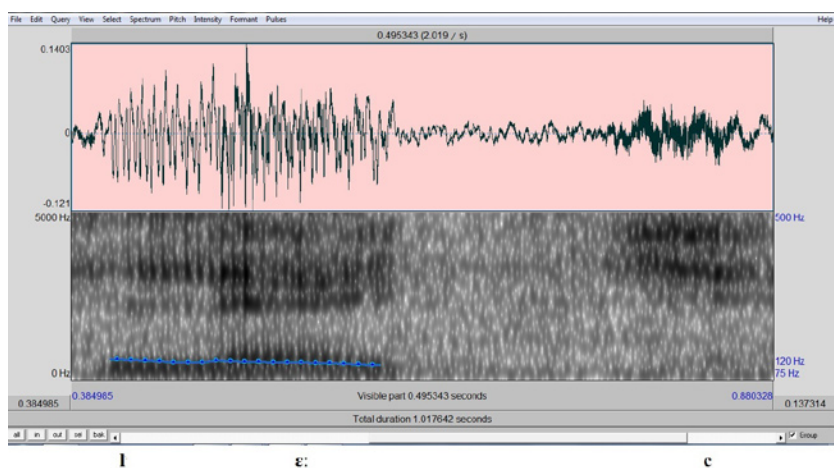 File Edit Query View Select Spectrum Pitch Intensity Formant Pulses Help
0.495343 (2.019 / s)
0.1403
0
-0.121
5000 Hz 500 Hz
120 Hz
0 Hz 75 Hz
0.384985 Visible part 0.495343 seconds 0.880328
0.384985 0.137314
Total duration 1.017642 seconds
all in out sel bak Group
l ɛ: c